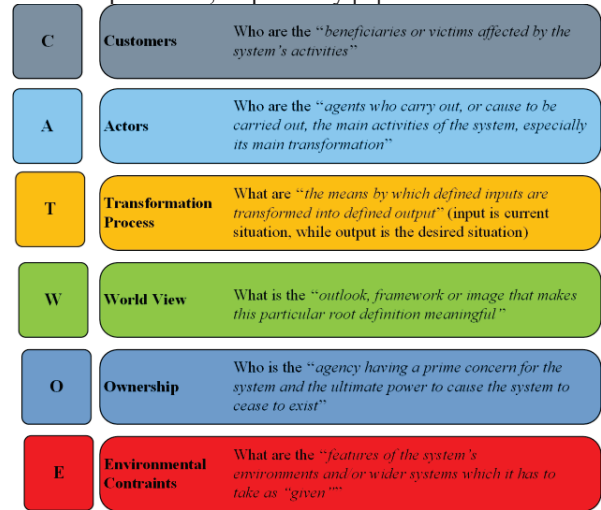 C
Customers
Who are the “beneficiaries or victims affected by the
system’s activities”
A
Actors
Who are the “agents who carry out, or cause to be
carried out, the main activities of the system, especially
its main transformation”
T
Transformation
Process
What are “the means by which defined inputs are
transformed into defined output” (input is current
situation, while output is the desired situation)
W
World View
What is the “outlook, framework or image that makes
this particular root definition meaningful”
O
Ownership
Who is the “agency having a prime concern for the
system and the ultimate power to cause the system to
cease to exist”
E
Environmental
Contraints
What are the “features of the system’s
environments and or wider systems which it has to
take as “given””